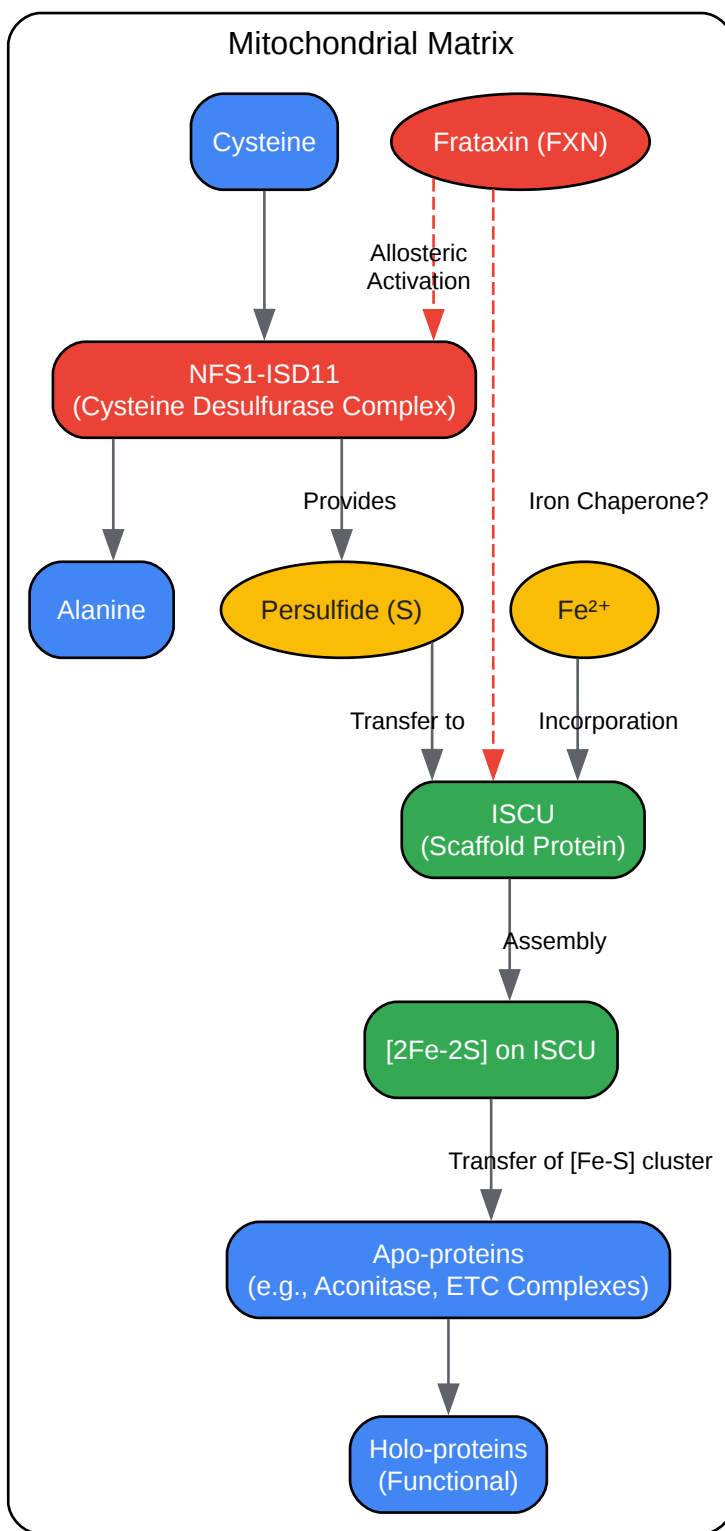 Mitochondrial Matrix
Cysteine
Frataxin (FXN)
Allosteric
Activation
NFS1-ISD11
(Cysteine Desulfurase Complex)
Provides
Iron Chaperone?
Alanine
Persulfide (S)
Fe²⁺
Transfer to
Incorporation
ISCU
(Scaffold Protein)
Assembly
[2Fe-2S] on ISCU
Transfer of [Fe-S] cluster
Apo-proteins
(e.g., Aconitase, ETC Complexes)
Holo-proteins
(Functional)